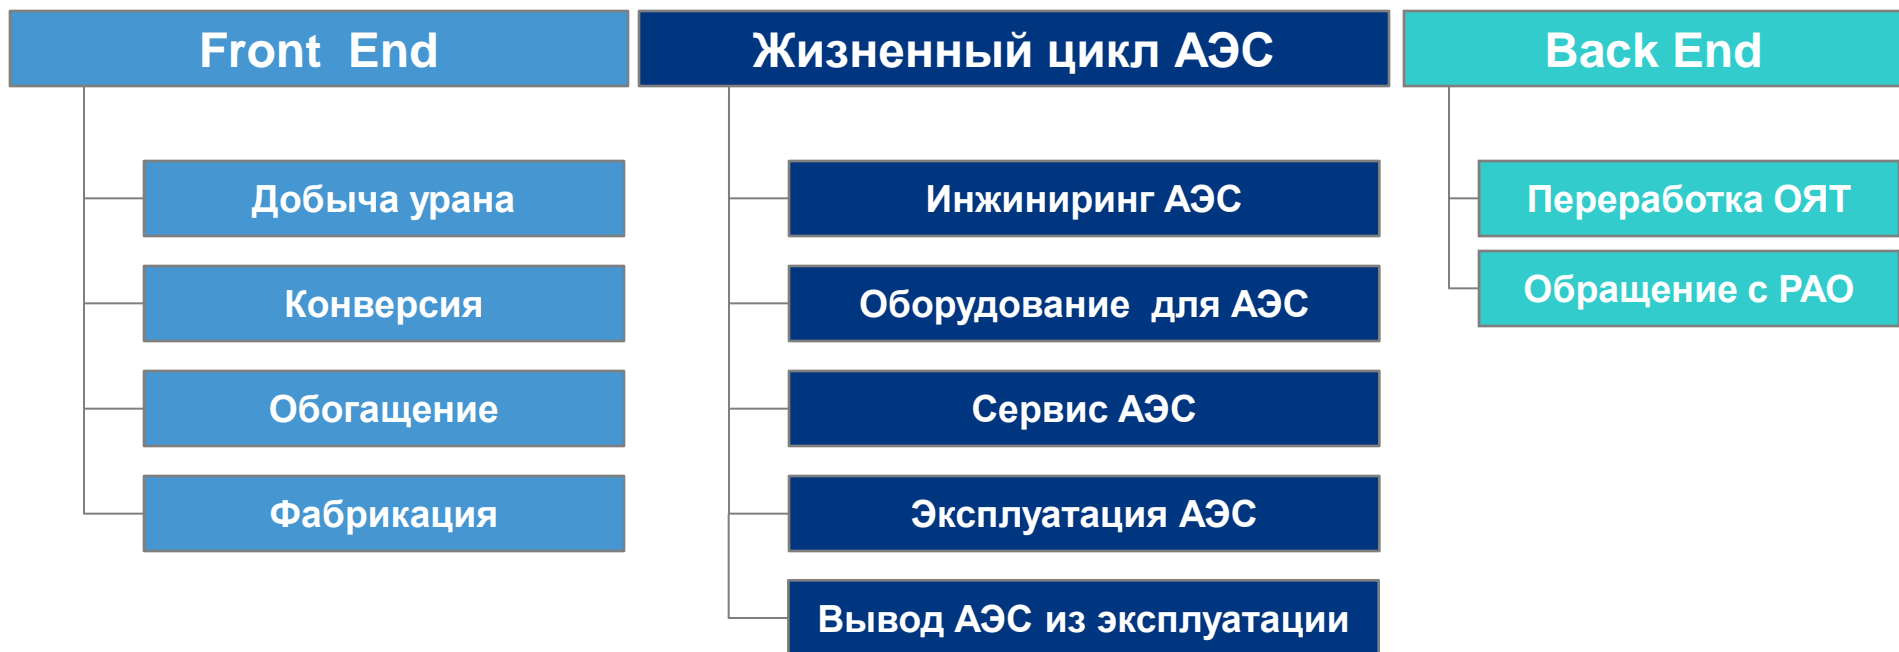 Front End
Добыча урана
Конверсия
Обогащение
Фабрикация
Жизненный цикл АЭС
Инжиниринг АЭС
Оборудование для АЭС
Сервис АЭС
Эксплуатация АЭС
Вывод АЭС из эксплуатации
Back End
Переработка ОЯТ
Обращение с РАО